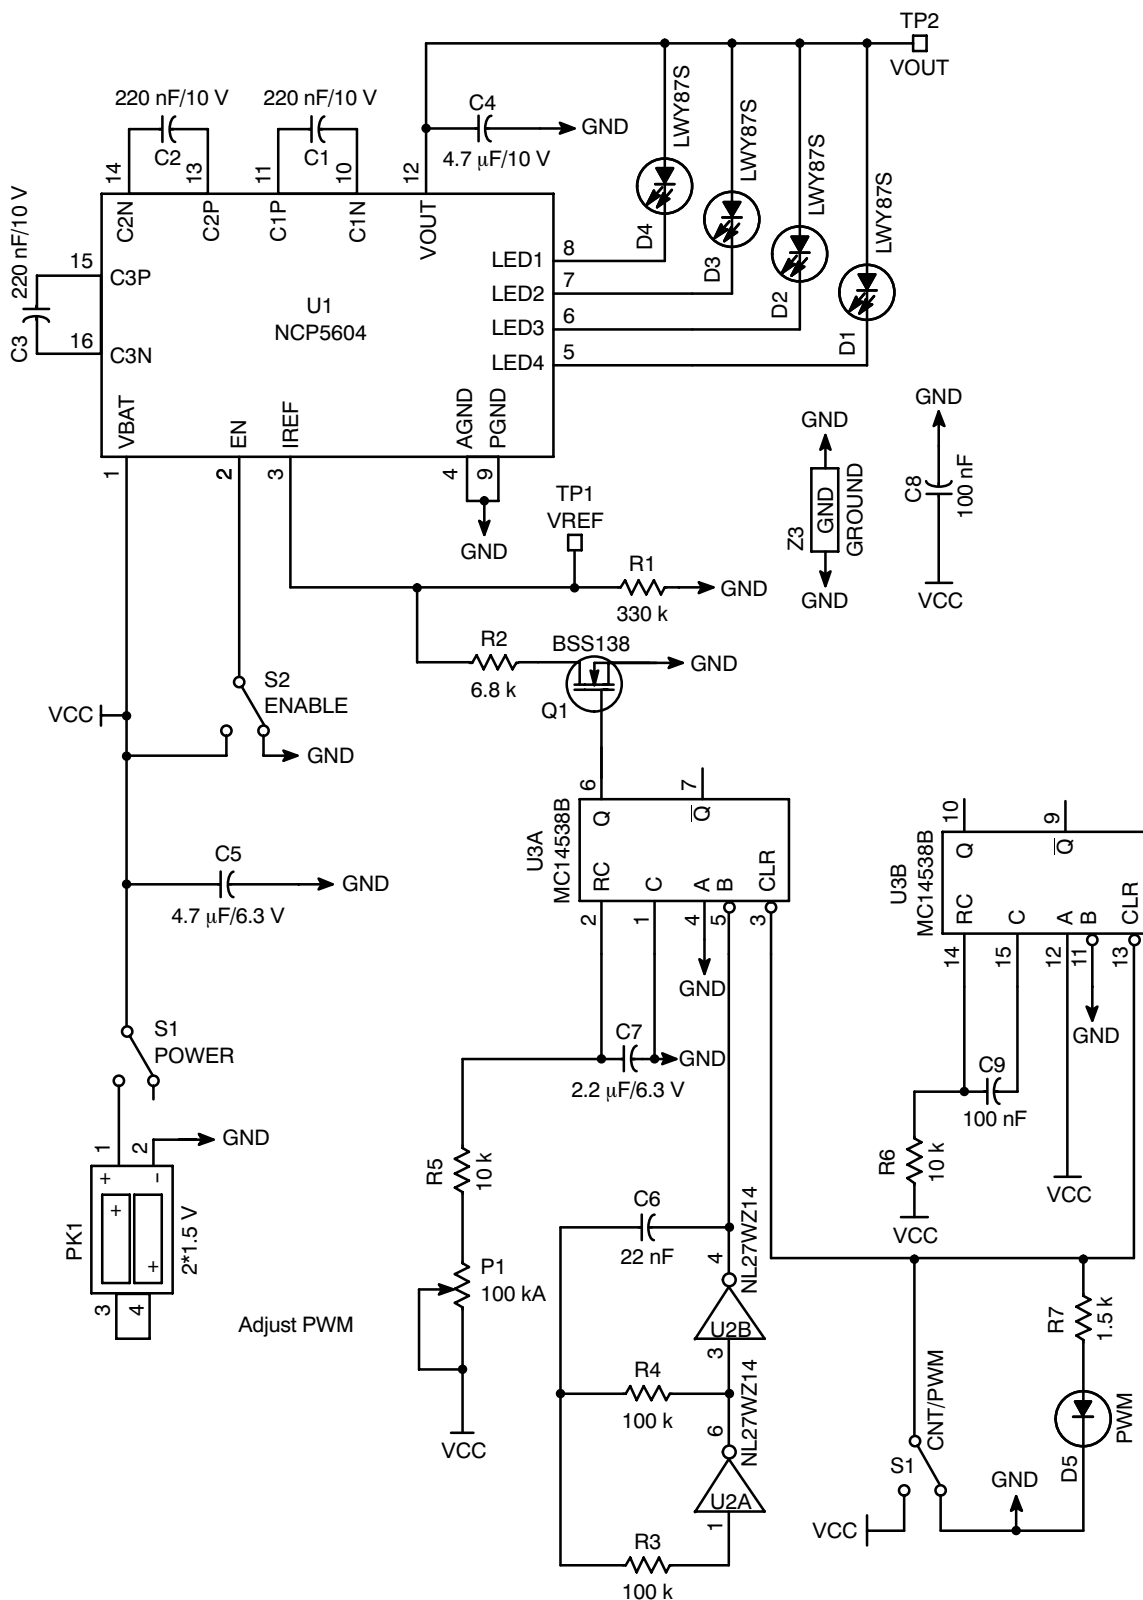 TP2
VOUT
220 nF/10 V
220 nF/10 V
C4
GND
4.7 μF/10 V
C2
C1
14
13
11
10
12
LWY87S
LWY87S
LWY87S
LWY87S
D4
D3
D2
D1
C2N
C2P
C1P
C1N
VOUT
C3
220 nF/10 V
15
C3P
16
C3N
U1
NCP5604
LED1
8
LED2
7
LED3
6
LED4
5
VBAT
EN
IREF
AGND
PGND
1
2
3
4
9
GND
TP1
VREF
R1
330 k
GND
GND
Z3
GND
GROUND
GND
GND
C8
100 nF
VCC
R2
6.8 k
BSS138
Q1
GND
S2
ENABLE
VCC
GND
C5
4.7 μF/6.3 V
GND
S1
POWER
1
2
GND
PK1
+
-
+
+
2*1.5 V
3
4
6
7
U3A
MC14538B
Q
Q
RC
C
A
B
CLR
2
1
4
5
3
GND
C7
GND
2.2 μF/6.3 V
10
9
U3B
MC14538B
Q
Q
RC
C
A
B
CLR
14
15
12
11
13
GND
C9
100 nF
R6
10 k
VCC
VCC
R5
10 k
P1
100 kA
Adjust PWM
VCC
C6
22 nF
4
NL27WZ14
U2B
3
R4
100 k
6
NL27WZ14
U2A
1
R3
100 k
R7
1.5 k
CNT/PWM
S1
VCC
GND
D5
PWM